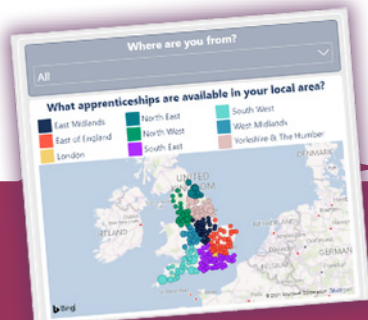 Where are you from?
All
What apprenticeships are available in your local area?
East Midlands
North East
South West
East of England
North West
West Midlands
London
South East
Yorkshire & The Humber
UNITED
KINGDOM
DENMARK
GERMAN
Bing